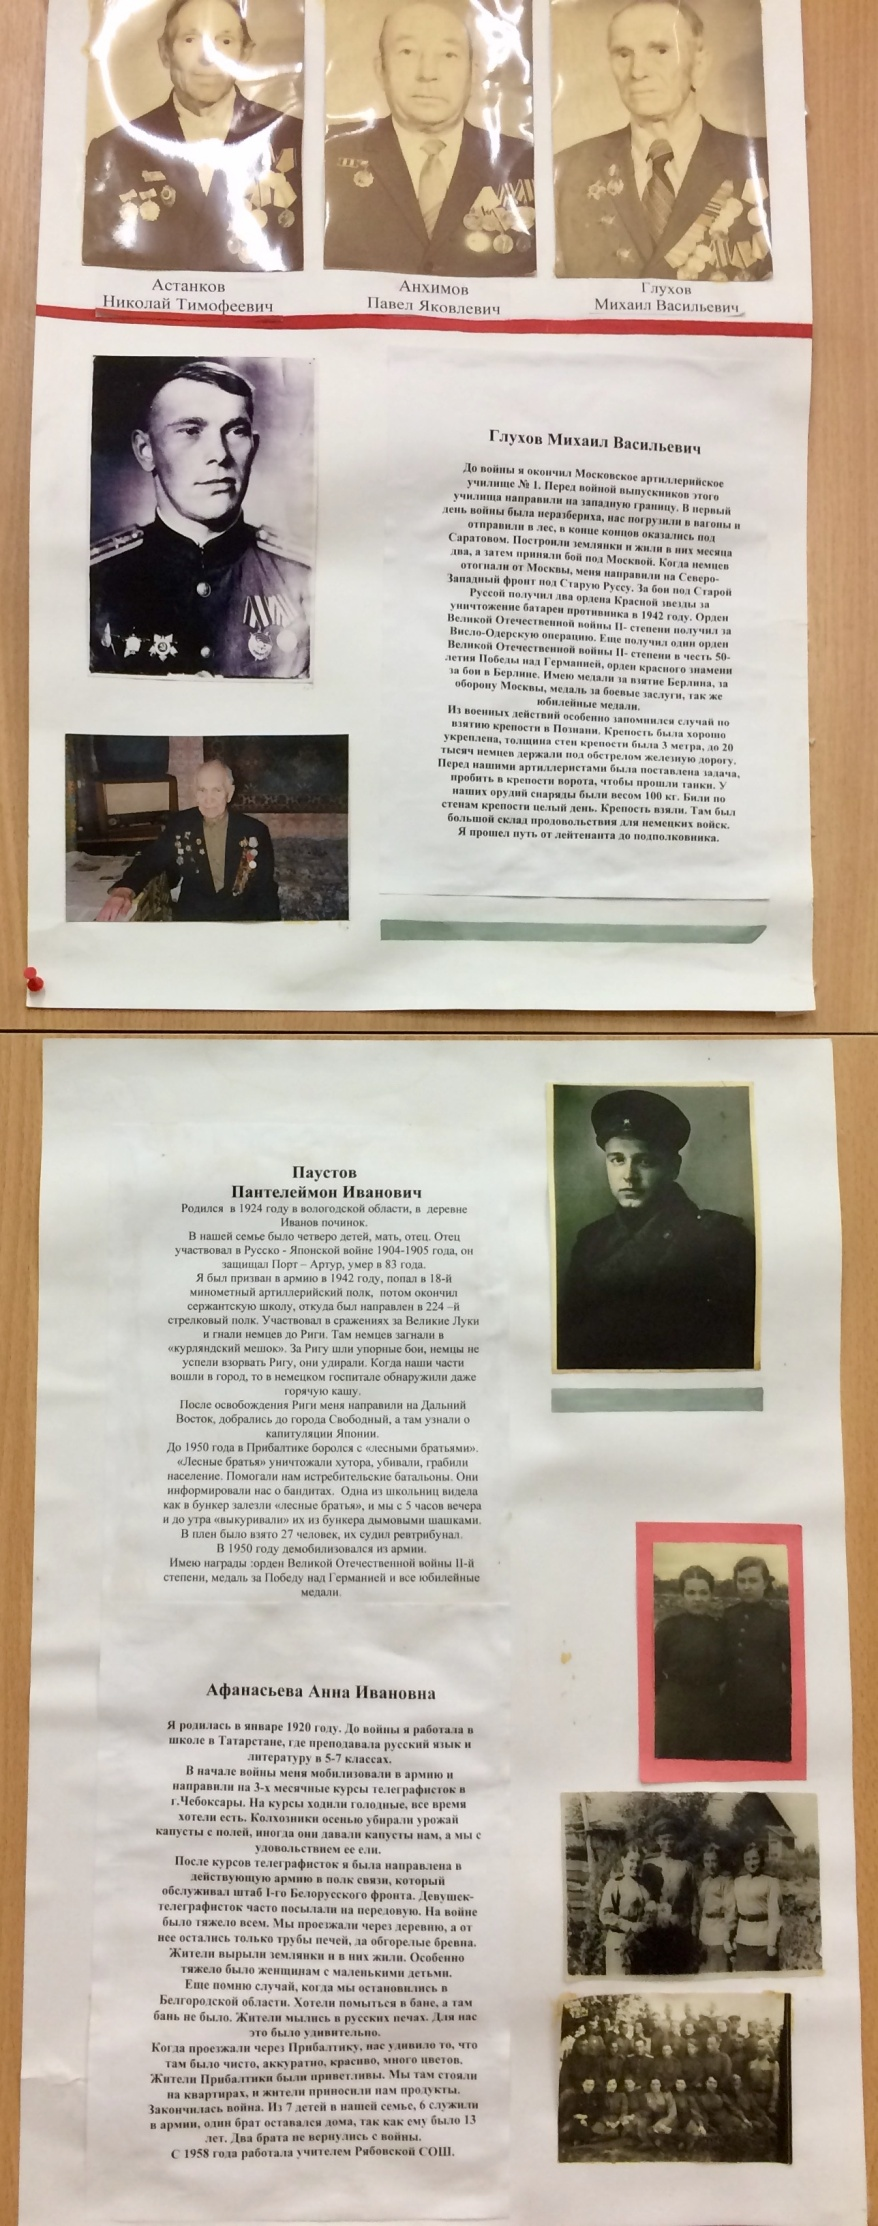 Астанков
Николай Тимофеевич
Анхимов
Павел Яковлевич
Глухов
Михаил Васильевич
Глухов Михаил Васильевич
До войны я окончил Московское артиллерийское
училище № 1. Перед войной выпускников этого
училища направили на западную границу. В первый
день войны была неразбериха, нас погрузили в вагоны и
отправили в лес, в конце концов оказались под
Саратовом. Построили землянки и жили в них месяца
два, а затем приняли бой под Москвой. Когда немцев
отогнали от Москвы, меня направили на Северо-
Западный фронт под Старую Руссу. За бои под Старой
Руссой получил два ордена Красной звезды за
уничтожение батареи противника в 1942 году. Орден
Великой Отечественной войны II- степени получил за
Висло-Одерскую операцию. Еще получил один орден
Великой Отечественной войны II- степени в честь 50-
летия Победы над Германией, орден красного знамени
за бои в Берлине. Имею медали за взятие Берлина, за
оборону Москвы, медаль за боевые заслуги, так же
юбилейные медали.
Из военных действий особенно запомнился случай по
взятию крепости в Познани. Крепость была хорошо
укреплена, толщина стен крепости была 3 метра, до 20
тысяч немцев держали под обстрелом железную дорогу.
Перед нашими артиллеристами была поставлена задача,
пробить в крепости ворота, чтобы прошли танки. У
наших орудий снаряды были весом 100 кг. Били по
стенам крепости целый день. Крепость взяли. Там был
большой склад продовольствия для немецких войск.
Я прошел путь от лейтенанта до подполковника.
Паустов
Пантелеймон Иванович
Родился в 1924 году в вологодской области, в деревне
Иванов починок.
В нашей семье было четверо детей, мать, отец. Отец
участвовал в Русско - Японской войне 1904-1905 года, он
защищал Порт – Артур, умер в 83 года.
Я был призван в армию в 1942 году, попал в 18-й
минометный артиллерийский полк, потом окончил
сержантскую школу, откуда был направлен в 224 –й
стрелковый полк. Участвовал в сражениях за Великие Луки
и гнали немцев до Риги. Там немцев загнали в
«курляндский мешок». За Ригу шли упорные бои, немцы не
успели взорвать Ригу, они удирали. Когда наши части
вошли в город, то в немецком госпитале обнаружили даже
горячую кашу.
После освобождения Риги меня направили на Дальний
Восток, добрались до города Свободный, а там узнали о
капитуляции Японии.
До 1950 года в Прибалтике боролся с «лесными братьями».
«Лесные братья» уничтожали хутора, убивали, грабили
население. Помогали нам истребительские батальоны. Они
информировали нас о бандитах. Одна из школьниц видела
как в бункер залезли «лесные братья», и мы с 5 часов вечера
и до утра «выкуривали» их из бункера дымовыми шашками.
В плен было взято 27 человек, их судил ревтрибунал.
В 1950 году демобилизовался из армии.
Имею награды :орден Великой Отечественной войны II-й
степени, медаль за Победу над Германией и все юбилейные
медали.
Афанасьева Анна Ивановна
Я родилась в январе 1920 году. До войны я работала в
школе в Татарстане, где преподавала русский язык и
литературу в 5-7 классах.
В начале войны меня мобилизовали в армию и
направили на 3-х месячные курсы телеграфисток в
г.Чебоксары. На курсы ходили голодные, все время
хотели есть. Колхозники осенью убирали урожай
капусты с полей, иногда они давали капусты нам, а мы с
удовольствием ее ели.
После курсов телеграфисток я была направлена в
действующую армию в полк связи, который
обслуживал штаб I-го Белорусского фронта. Девушек-
телеграфисток часто посылали на передовую. На войне
было тяжело всем. Мы проезжали через деревню, а от
нее остались только трубы печей, да обгорелые бревна.
Жители вырыли землянки и в них жили. Особенно
тяжело было женщинам с маленькими детьми.
Еще помню случай, когда мы остановились в
Белгородской области. Хотели помыться в бане, а там
бань не было. Жители мылись в русских печах. Для нас
это было удивительно.
Когда проезжали через Прибалтику, нас удивило то, что
там было чисто, аккуратно, красиво, много цветов.
Жители Прибалтики были приветливы. Мы там стояли
на квартирах, и жители приносили нам продукты.
Закончилась война. Из 7 детей в нашей семье, 6 служили
в армии, один брат оставался дома, так как ему было 13
лет. Два брата не вернулись с войны.
С 1958 года работала учителем Рябовской СОШ.